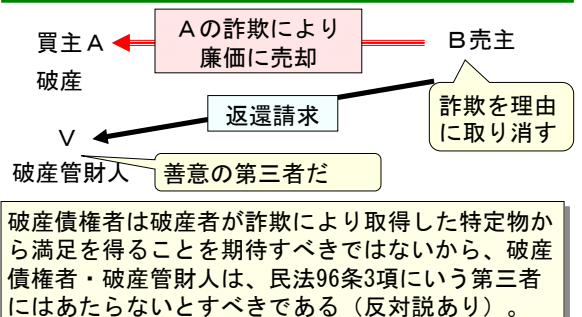 買主A
Aの詐欺により
廉価に売却
B売主
破産
詐欺を理由
に取り消す
返還請求
V
破産管財人
善意の第三者だ
破産債権者は破産者が詐欺により取得した特定物か
ら満足を得ることを期待すべきではないから、破産
債権者・破産管財人は、民法96条3項にいう第三者
にはあたらないとすべきである（反対説あり）。